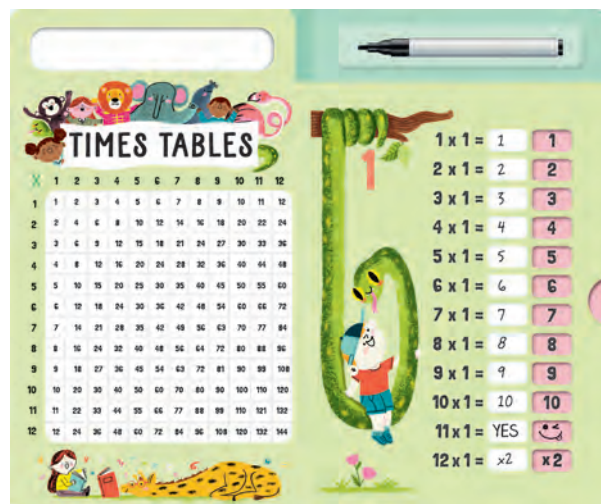 TIMES TABLES
X 1 2 3 4 5 6 7 8 9 10 11 12
1 1 2 3 4 5 6 7 8 9 10 11 12
2 2 4 6 8 10 12 14 16 18 20 22 24
3 3 6 9 12 15 18 21 24 27 30 33 36
4 4 8 12 16 20 24 28 32 36 40 44 48
5 5 10 15 20 25 30 35 40 45 50 55 60
6 6 12 18 24 30 36 42 48 54 60 66 72
7 7 14 21 28 35 42 49 56 63 70 77 84
8 8 16 24 32 40 48 56 64 72 80 88 96
9 9 18 27 36 45 54 63 72 81 90 99 108
10 10 20 30 40 50 60 70 80 90 100 110 120
11 11 22 33 44 55 66 77 88 99 110 121 132
12 12 24 36 48 60 72 84 96 108 120 132 144
1
1 x 1 = 1 1
2 x 1 = 2 2
3 x 1 = 3 3
4 x 1 = 4 4
5 x 1 = 5 5
6 x 1 = 6 6
7 x 1 = 7 7
8 x 1 = 8 8
9 x 1 = 9 9
10 x 1 = 10 10
11 x 1 = YES
12 x 1 = x2 x2